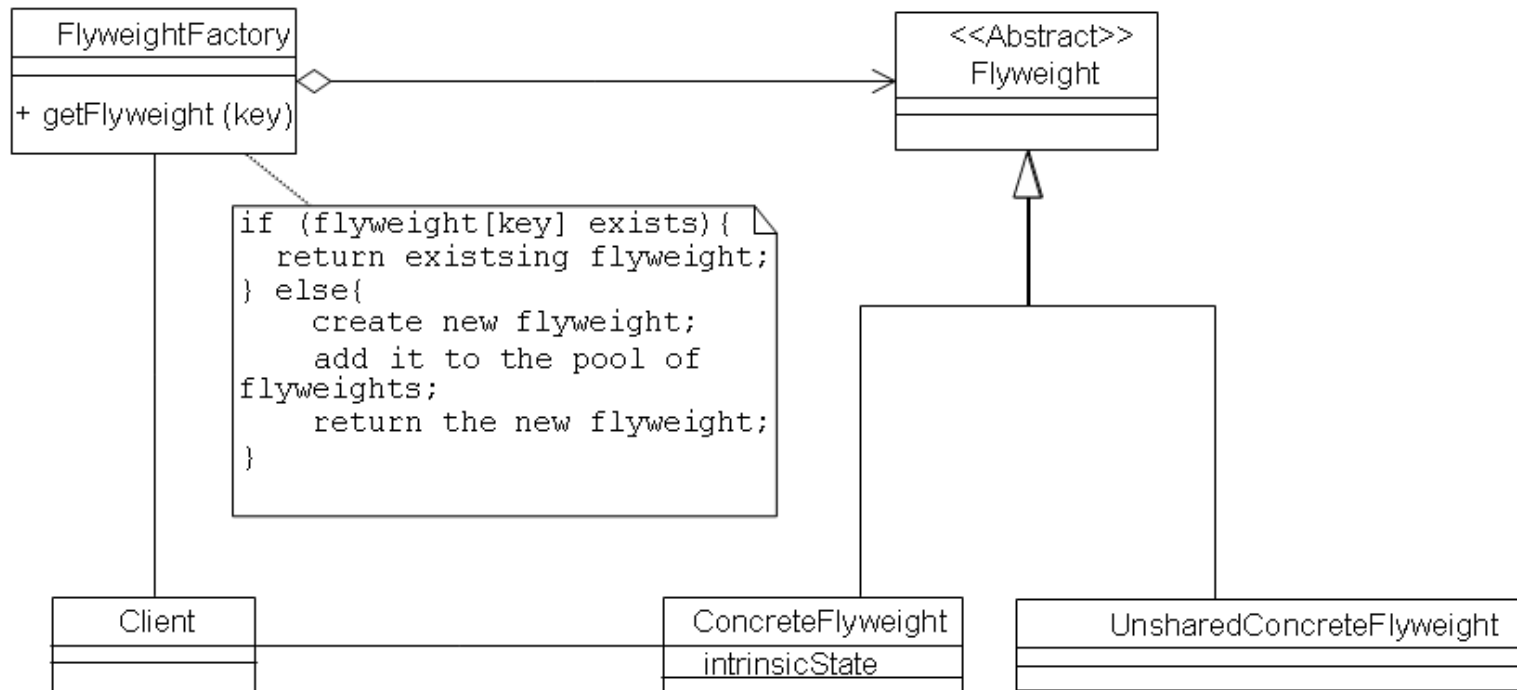 FlyweightFactory
+ getFlyweight (key)
<<Abstract>>
Flyweight
if (flyweight[key] exists){
return existsing flyweight;
} else{
create new flyweight;
add it to the pool of
flyweights;
return the new flyweight;
}
Client
ConcreteFlyweight
intrinsicState
UnsharedConcreteFlyweight